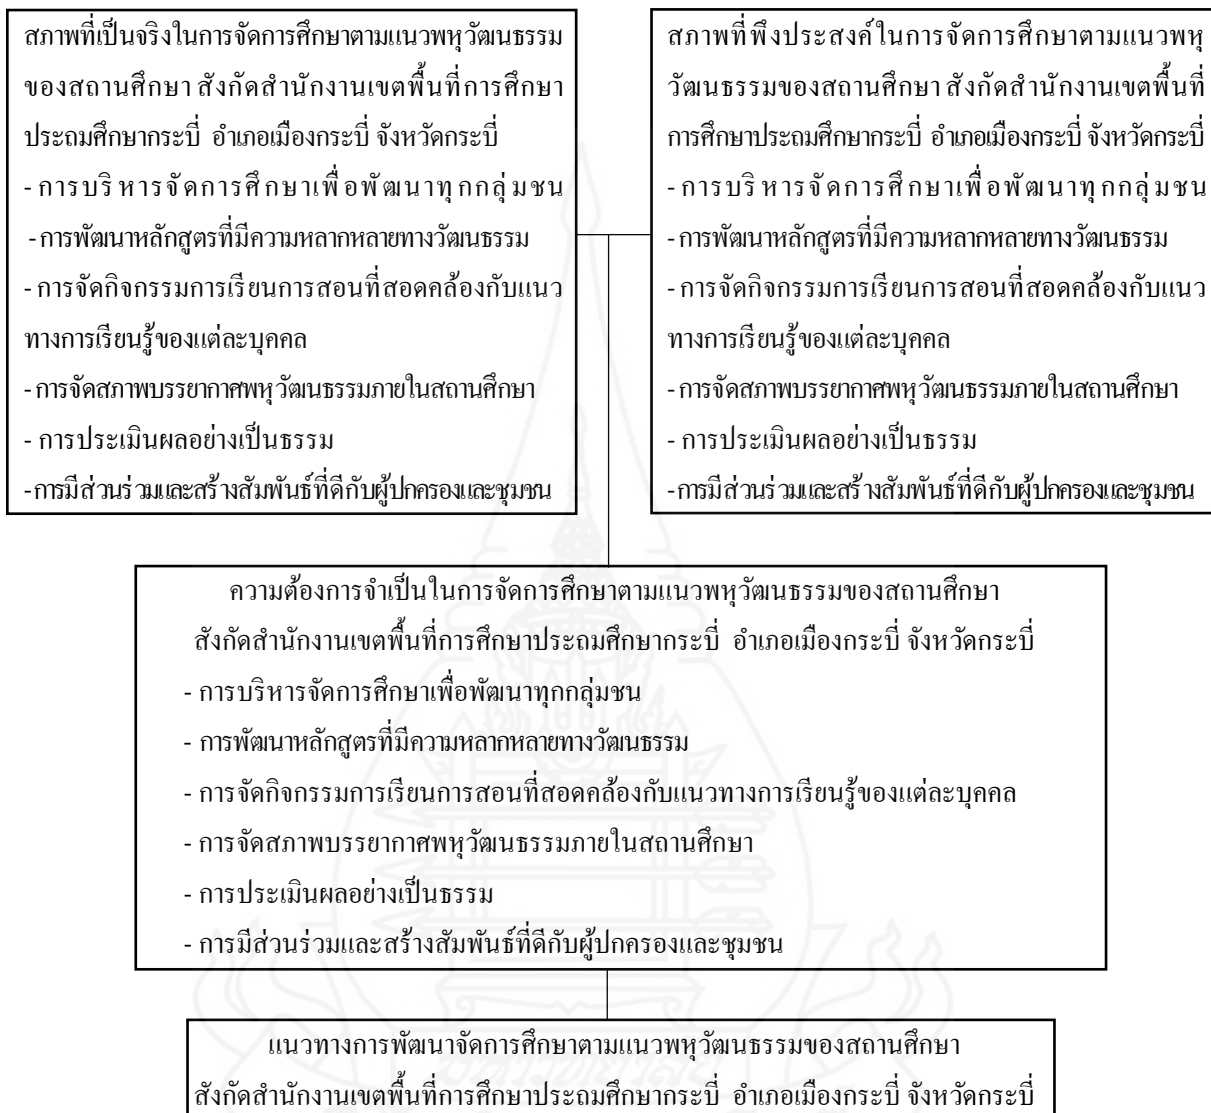 สภาพที่เป็นจริงในการจัดการศึกษาตามแนวพหุวัฒนธรรม
ของสถานศึกษา สังกัดสำนักงานเขตพื้นที่การศึกษา
ประถมศึกษากระบี่ อำเภอเมืองกระบี่ จังหวัดกระบี่
- การบริหารจัดการศึกษาเพื่อพัฒนาทุกกลุ่มชน
- การพัฒนาหลักสูตรที่มีความหลากหลายทางวัฒนธรรม
- การจัดกิจกรรมการเรียนการสอนที่สอดคล้องกับแนว
ทางการเรียนรู้ของแต่ละบุคคล
- การจัดสภาพบรรยากาศพหุวัฒนธรรมภายในสถานศึกษา
- การประเมินผลอย่างเป็นธรรม
- การมีส่วนร่วมและสร้างสัมพันธ์ที่ดีกับผู้ปกครองและชุมชน
สภาพที่พึงประสงค์ในการจัดการศึกษาตามแนวพหุ
วัฒนธรรมของสถานศึกษา สังกัดสำนักงานเขตพื้นที่
การศึกษาประถมศึกษากระบี่ อำเภอเมืองกระบี่ จังหวัดกระบี่
- การบริหารจัดการศึกษาเพื่อพัฒนาทุกกลุ่มชน
- การพัฒนาหลักสูตรที่มีความหลากหลายทางวัฒนธรรม
- การจัดกิจกรรมการเรียนการสอนที่สอดคล้องกับแนว
ทางการเรียนรู้ของแต่ละบุคคล
- การจัดสภาพบรรยากาศพหุวัฒนธรรมภายในสถานศึกษา
- การประเมินผลอย่างเป็นธรรม
- การมีส่วนร่วมและสร้างสัมพันธ์ที่ดีกับผู้ปกครองและชุมชน
ความต้องการจำเป็นในการจัดการศึกษาตามแนวพหุวัฒนธรรมของสถานศึกษา
สังกัดสำนักงานเขตพื้นที่การศึกษาประถมศึกษากระบี่ อำเภอเมืองกระบี่ จังหวัดกระบี่
- การบริหารจัดการศึกษาเพื่อพัฒนาทุกกลุ่มชน
- การพัฒนาหลักสูตรที่มีความหลากหลายทางวัฒนธรรม
- การจัดกิจกรรมการเรียนการสอนที่สอดคล้องกับแนวทางการเรียนรู้ของแต่ละบุคคล
- การจัดสภาพบรรยากาศพหุวัฒนธรรมภายในสถานศึกษา
- การประเมินผลอย่างเป็นธรรม
- การมีส่วนร่วมและสร้างสัมพันธ์ที่ดีกับผู้ปกครองและชุมชน
แนวทางการพัฒนาจัดการศึกษาตามแนวพหุวัฒนธรรมของสถานศึกษา
สังกัดสำนักงานเขตพื้นที่การศึกษาประถมศึกษากระบี่ อำเภอเมืองกระบี่ จังหวัดกระบี่